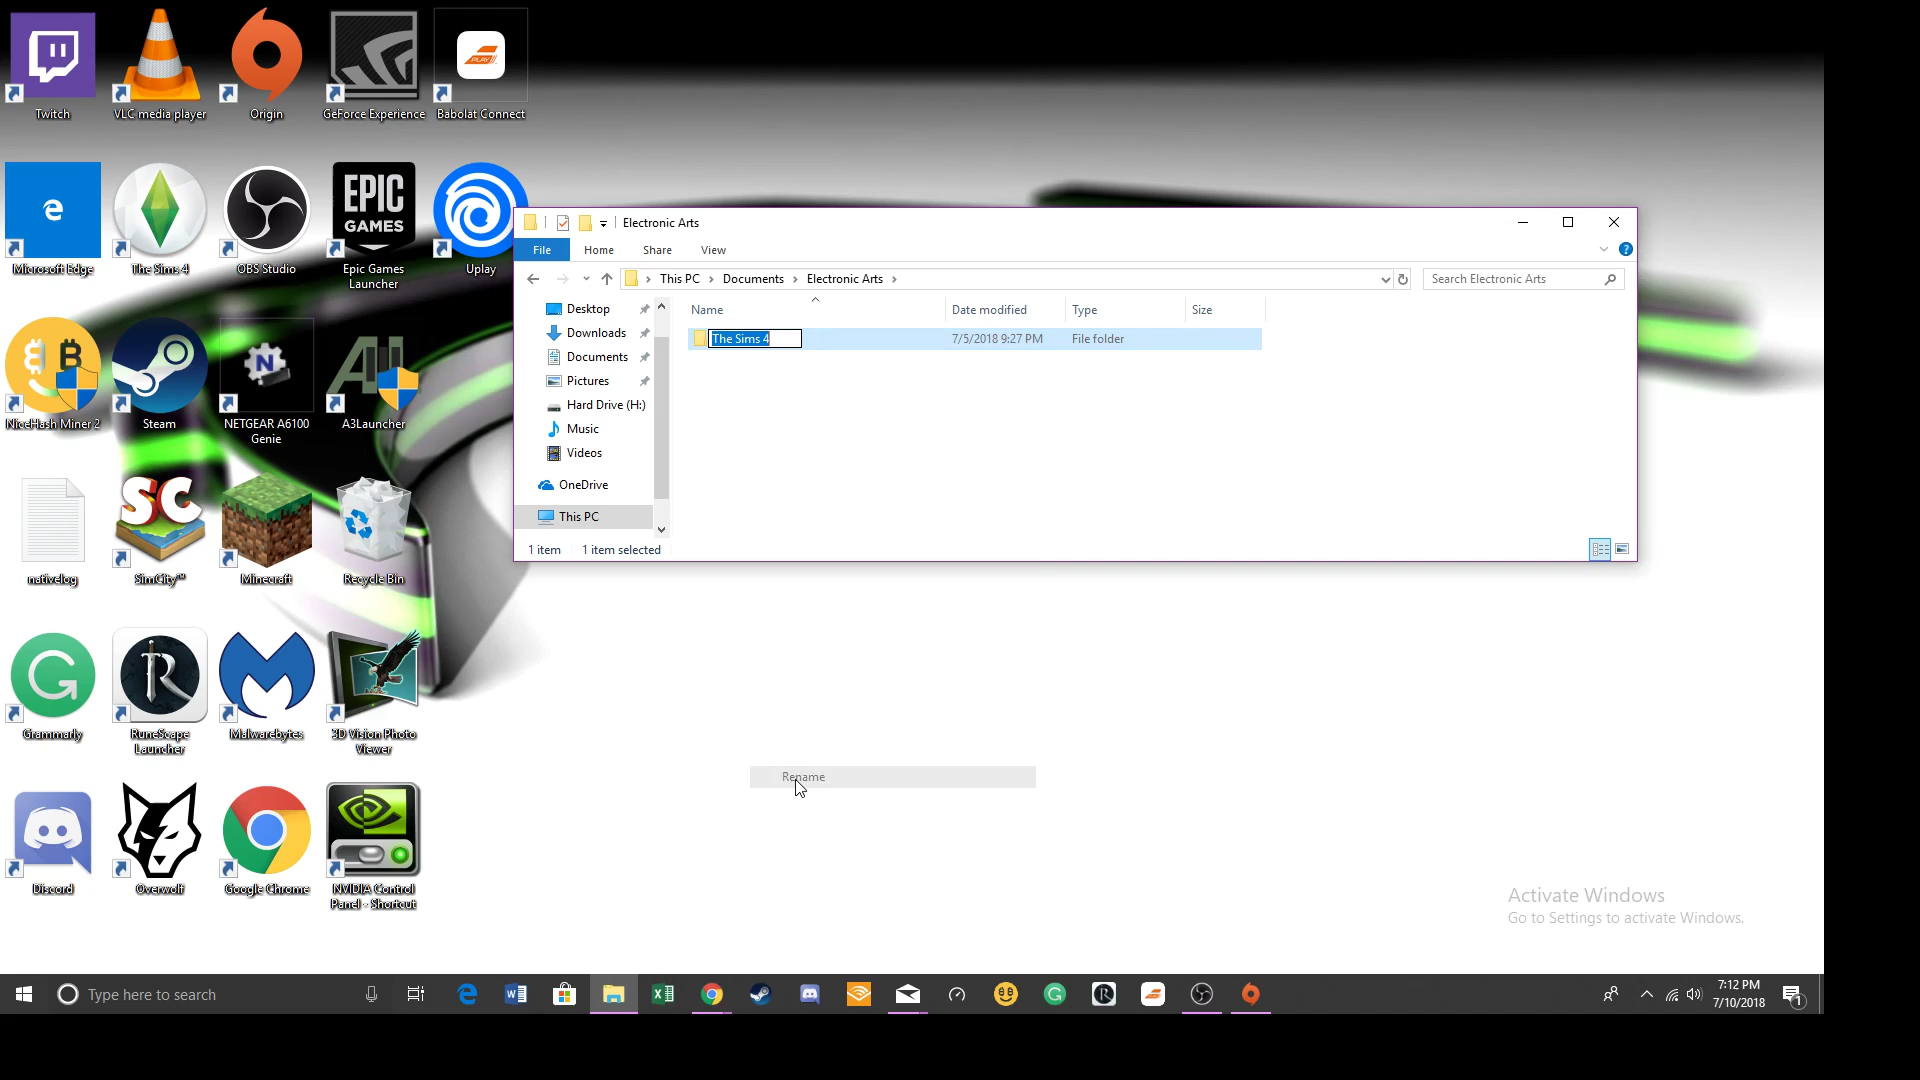 Twitch
VLC media player
Origin
GeForce Experience
PLAY
Babolat Connect
Microsoft Edge
The Sims 4
OBS Studio
EPIC
GAMES
Epic Games
Launcher
Uplay
NiceHash Miner 2
Steam
N
NETGEAR A6100
Genie
A3Launcher
nativelog
SC
SimCity™
Minecraft
Recycle Bin
Grammarly
RuneScape
Launcher
Malwarebytes
3D Vision Photo
Viewer
Discord
Overwolf
Google Chrome
NVIDIA Control
Panel - Shortcut
Electronic Arts
File
Home
Share
View
This PC
Documents
Electronic Arts
Search Electronic Arts
Desktop
Downloads
Documents
Pictures
Hard Drive (H:)
Music
Videos
OneDrive
This PC
Name
Date modified
Type
Size
The Sims 4
7/5/2018 9:27 PM
File folder
1 item
1 item selected
Rename
Activate Windows
Go to Settings to activate Windows.
Type here to search
7:12 PM
7/10/2018
1